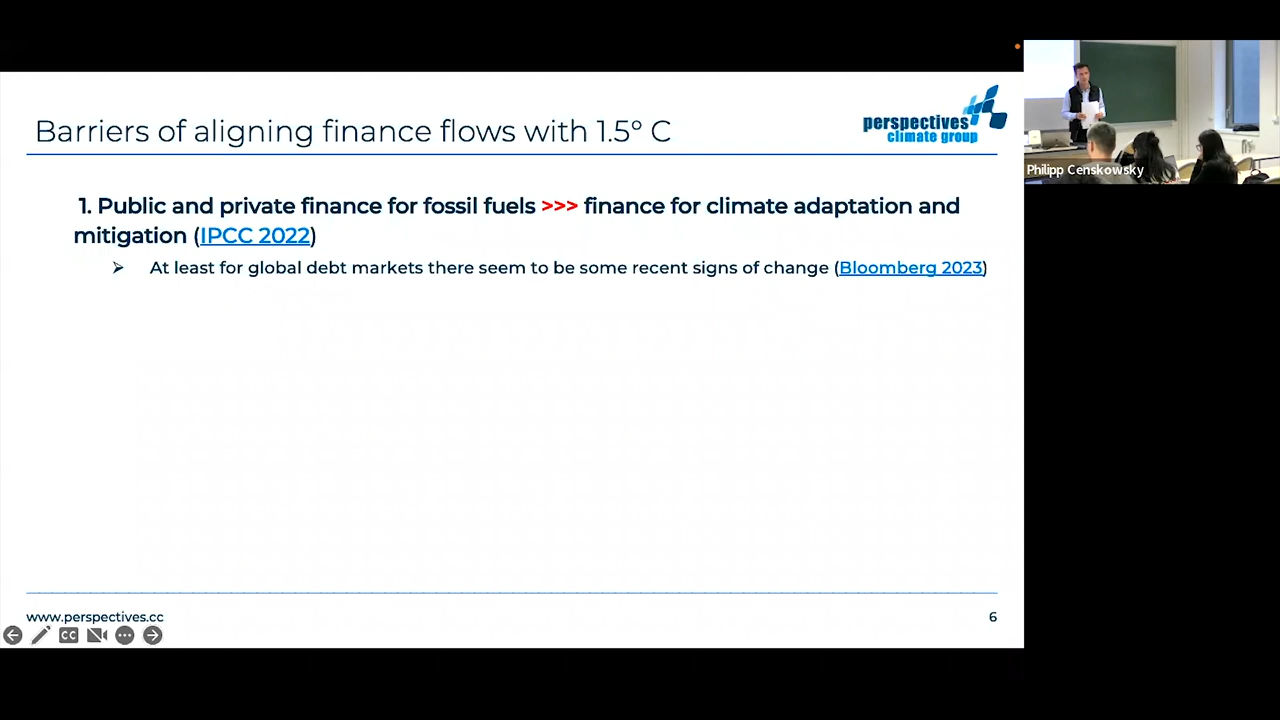 Barriers of aligning finance flows with 1.5° C
perspectives
climate group
1. Public and private finance for fossil fuels >>> finance for climate adaptation and
mitigation (IPCC 2022)
➢ At least for global debt markets there seem to be some recent signs of change (Bloomberg 2023)
www.perspectives.cc
6
CC
Philipp Censkowsky